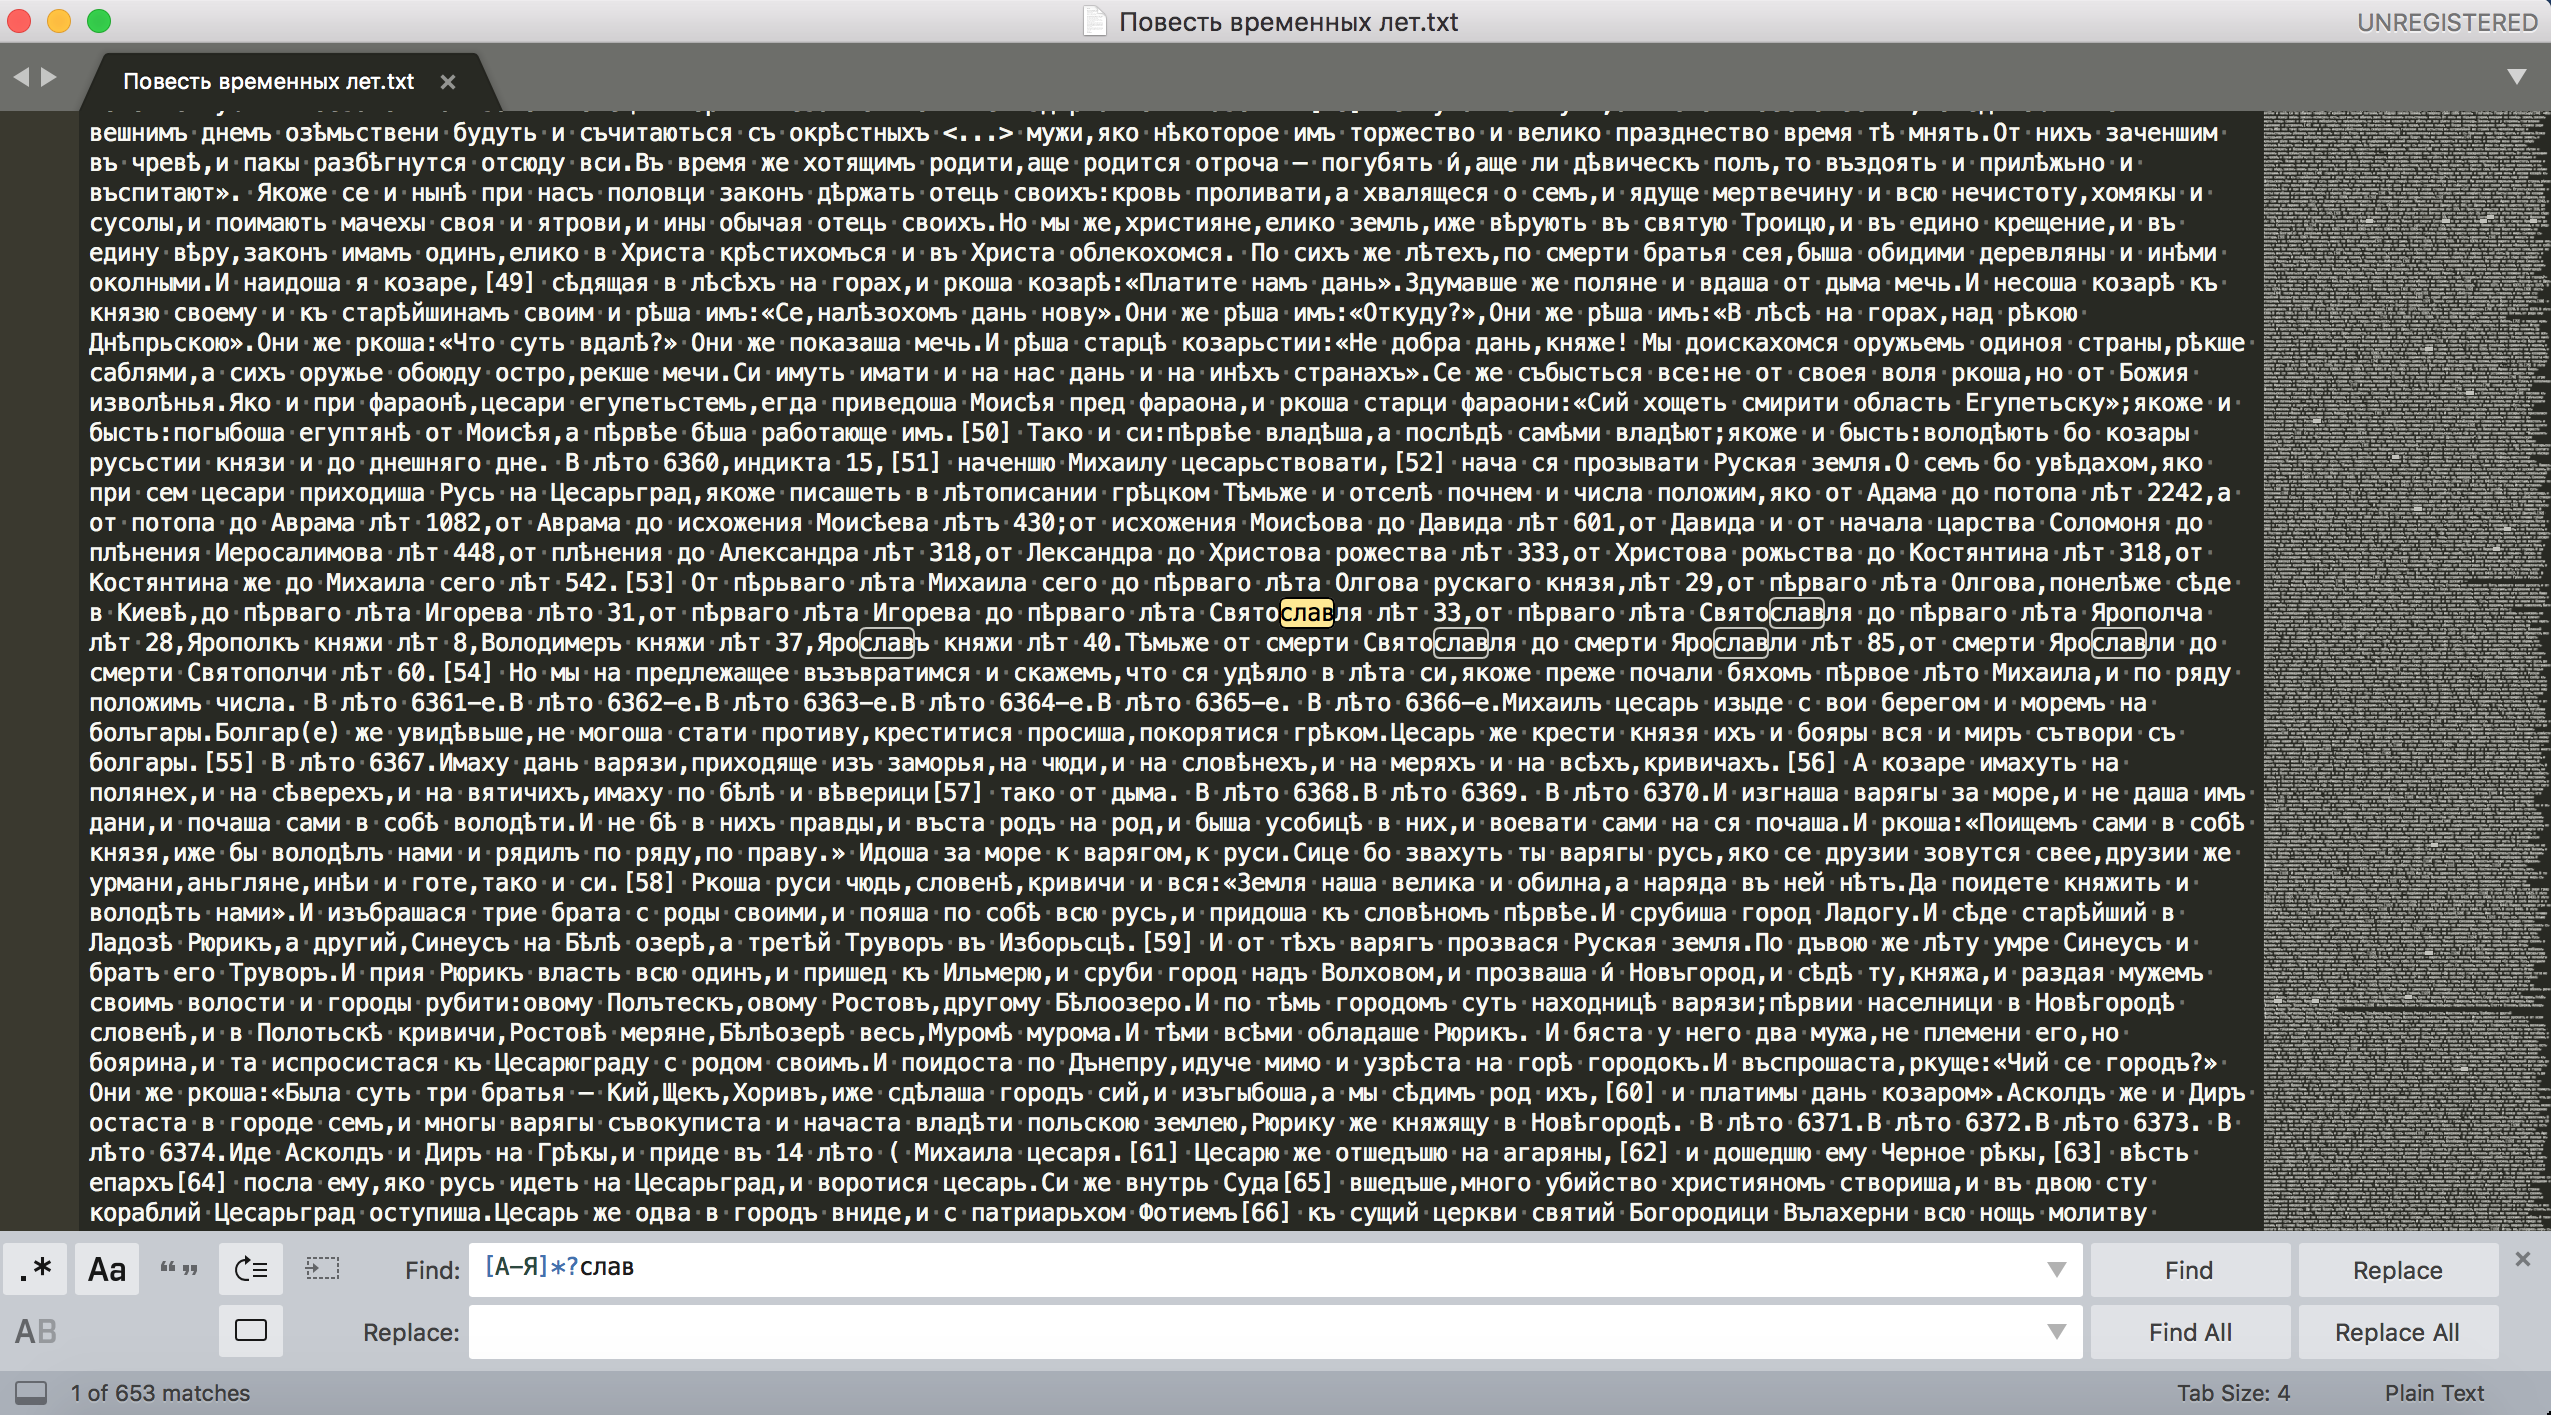 Повесть временных лет.txt
UNREGISTERED
Повесть временных лет.txt ×
вешнимъ днемъ озѣмьствени будуть и съчитаються съ окрѣстныхъ <...> мужи,яко нѣкоторое имъ торжество и велико празднество время тѣ мнять.От нихъ заченшим
въ чревѣ,и пакы разбѣгнутся отсюду вси.Въ время же хотящимъ родити,аще родится отроча — погубять ѝ,аще ли дѣвическъ полъ,то въздоять и прилѣжьно и
въспитают». Якоже се и нынѣ при насъ половци законъ дѣржать отець своихъ:кровь проливати,а хвалящеся о семъ,и ядуще мертвечину и всю нечистоту,хомякы и
сусолы,и поимають мачехы своя и ятрови,и ины обычая отець своихъ.Но мы же,християне,елико земль,иже вѣрують въ святую Троицю,и въ едино крещение,и въ
едину вѣру,законъ имамъ одинъ,елико в Христа крѣстихомъся и въ Христа облекохомся. По сихъ же лѣтехъ,по смерти братья сея,быша обидими деревляны и инѣми
околными.И наидоша я козаре,[49] сѣдящая в лѣсѣхъ на горах,и ркоша козарѣ:«Платите намъ дань».Здумавше же поляне и вдаша от дыма мечь.И несоша козарѣ къ
князю своему и къ старѣйшинамъ своим и рѣша имъ:«Се,налѣзохомъ дань нову».Они же рѣша имъ:«Откуду?»,Они же рѣша имъ:«В лѣсѣ на горах,над рѣкою
Днѣпрьскою».Они же ркоша:«Что суть вдалѣ?» Они же показаша мечь.И рѣша старцѣ козарьстии:«Не добра дань,княже! Мы доискахомся оружьемь одиноя страны,рѣкше
саблями,а сихъ оружье обоюду остро,рекше мечи.Си имуть имати и на нас дань и на инѣхъ странахъ».Се же събысться все:не от своея воля ркоша,но от Божия
изволѣнья.Яко и при фараонѣ,цесари егупетьстемь,егда приведоша Моисѣя пред фараона,и ркоша старци фараони:«Сий хощеть смирити область Егупетьску»;якоже и
бысть:погыбоша егуптянѣ от Моисѣя,а пѣрвѣе бѣша работающе имъ.[50] Тако и си:пѣрвѣе владѣша,а послѣдѣ самѣми владѣют;якоже и бысть:володѣють бо козары
русьстии князи и до днешняго дне. В лѣто 6360,индикта 15,[51] наченшю Михаилу цесарьствовати,[52] нача ся прозывати Руская земля.О семъ бо увѣдахом,яко
при сем цесари приходиша Русь на Цесарьград,якоже писашеть в лѣтописании грѣцком Тѣмьже и отселѣ почнем и числа положим,яко от Адама до потопа лѣт 2242,а
от потопа до Аврама лѣт 1082,от Аврама до исхожения Моисѣева лѣтъ 430;от исхожения Моисѣова до Давида лѣт 601,от Давида и от начала царства Соломоня до
плѣнения Иеросалимова лѣт 448,от плѣнения до Александра лѣт 318,от Лександра до Христова рожества лѣт 333,от Христова рожьства до Костянтина лѣт 318,от
Костянтина же до Михаила сего лѣт 542.[53] От пѣрьваго лѣта Михаила сего до пѣрваго лѣта Олгова рускаго князя,лѣт 29,от пѣрваго лѣта Олгова,понелѣже сѣде
в Киевѣ,до пѣрваго лѣта Игорева лѣто 31,от пѣрваго лѣта Игорева до пѣрваго лѣта Святославля лѣт 33,от пѣрваго лѣта Святославля до пѣрваго лѣта Ярополча
лѣт 28,Ярополкъ княжи лѣт 8,Володимеръ княжи лѣт 37,Ярославъ княжи лѣт 40.Тѣмьже от смерти Святославля до смерти Ярославли лѣт 85,от смерти Ярославли до
смерти Святополчи лѣт 60.[54] Но мы на предлежащее възъвратимся и скажемъ,что ся удѣяло в лѣта си,якоже преже почали бяхомъ пѣрвое лѣто Михаила,и по ряду
положимъ числа. В лѣто 6361—е.В лѣто 6362—е.В лѣто 6363—е.В лѣто 6364—е.В лѣто 6365—е. В лѣто 6366—е.Михаилъ цесарь изыде с вои берегом и моремъ на
болъгары.Болгар(е) же увидѣвьше,не могоша стати противу,креститися просиша,покорятися грѣком.Цесарь же крести князя ихъ и бояры вся и миръ сътвори съ
болгары.[55] В лѣто 6367.Имаху дань варязи,приходяще изъ заморья,на чюди,и на словѣнехъ,и на меряхъ и на всѣхъ,кривичахъ.[56] А козаре имахуть на
полянех,и на сѣверехъ,и на вятичихъ,имаху по бѣлѣ и вѣверици[57] тако от дыма. В лѣто 6368.В лѣто 6369. В лѣто 6370.И изгнаша варягы за море,и не даша имъ
дани,и почаша сами в собѣ володѣти.И не бѣ в нихъ правды,и въста родъ на род,и быша усобицѣ в них,и воевати сами на ся почаша.И ркоша:«Поищемъ сами в собѣ
князя,иже бы володѣлъ нами и рядилъ по ряду,по праву.» Идоша за море к варягом,к руси.Сице бо звахуть ты варягы русь,яко се друзии зовутся свее,друзии же
урмани,аньгляне,инѣи и готе,тако и си.[58] Ркоша руси чюдь,словенѣ,кривичи и вся:«Земля наша велика и обилна,а наряда въ ней нѣтъ.Да поидете княжить и
володѣть нами».И изъбрашася трие брата с роды своими,и пояша по собѣ всю русь,и придоша къ словѣномъ пѣрвѣе.И срубиша город Ладогу.И сѣде старѣйший в
Ладозѣ Рюрикъ,а другий,Синеусъ на Бѣлѣ озерѣ,а третѣй Труворъ въ Изборьсцѣ.[59] И от тѣхъ варягъ прозвася Руская земля.По дъвою же лѣту умре Синеусъ и
братъ его Труворъ.И прия Рюрикъ власть всю одинъ,и пришед къ Ильмерю,и сруби город надъ Волховом,и прозваша ѝ Новъгород,и сѣдѣ ту,княжа,и раздая мужемъ
своимъ волости и городы рубити:овому Полътескъ,овому Ростовъ,другому Бѣлоозеро.И по тѣмь городомъ суть находницѣ варязи;пѣрвии населници в Новѣгородѣ
словенѣ,и в Полотьскѣ кривичи,Ростовѣ меряне,Бѣлѣозерѣ весь,Муромѣ мурома.И тѣми всѣми обладаше Рюрикъ. И бяста у него два мужа,не племени его,но
боярина,и та испросистася къ Цесарюграду с родом своимъ.И поидоста по Дънепру,идуче мимо и узрѣста на горѣ городокъ.И въспрошаста,ркуще:«Чий се городъ?»
Они же ркоша:«Была суть три братья — Кий,Щекъ,Хоривъ,иже сдѣлаша городъ сий,и изъгыбоша,а мы сѣдимъ род ихъ,[60] и платимы дань козаром».Асколдъ же и Диръ
остаста в городе семъ,и многы варягы съвокуписта и начаста владѣти польскою землею,Рюрику же княжащу в Новѣгородѣ. В лѣто 6371.В лѣто 6372.В лѣто 6373. В
лѣто 6374.Иде Асколдъ и Диръ на Грѣкы,и приде въ 14 лѣто ( Михаила цесаря.[61] Цесарю же отшедъшю на агаряны,[62] и дошедшю ему Черное рѣкы,[63] вѣсть
епархъ[64] посла ему,яко русь идеть на Цесарьград,и воротися цесарь.Си же внутрь Суда[65] вшедъше,много убийство християномъ створиша,и въ двою сту
кораблий Цесарьград оступиша.Цесарь же одва в городъ вниде,и с патриарьхом Фотиемъ[66] къ сущий церкви святий Богородици Вълахерни всю нощь молитву
.* Aa “ ” Find: [А-Я]*?слав Find Replace ×
AB Replace: Find All Replace All
1 of 653 matches Tab Size: 4 Plain Text